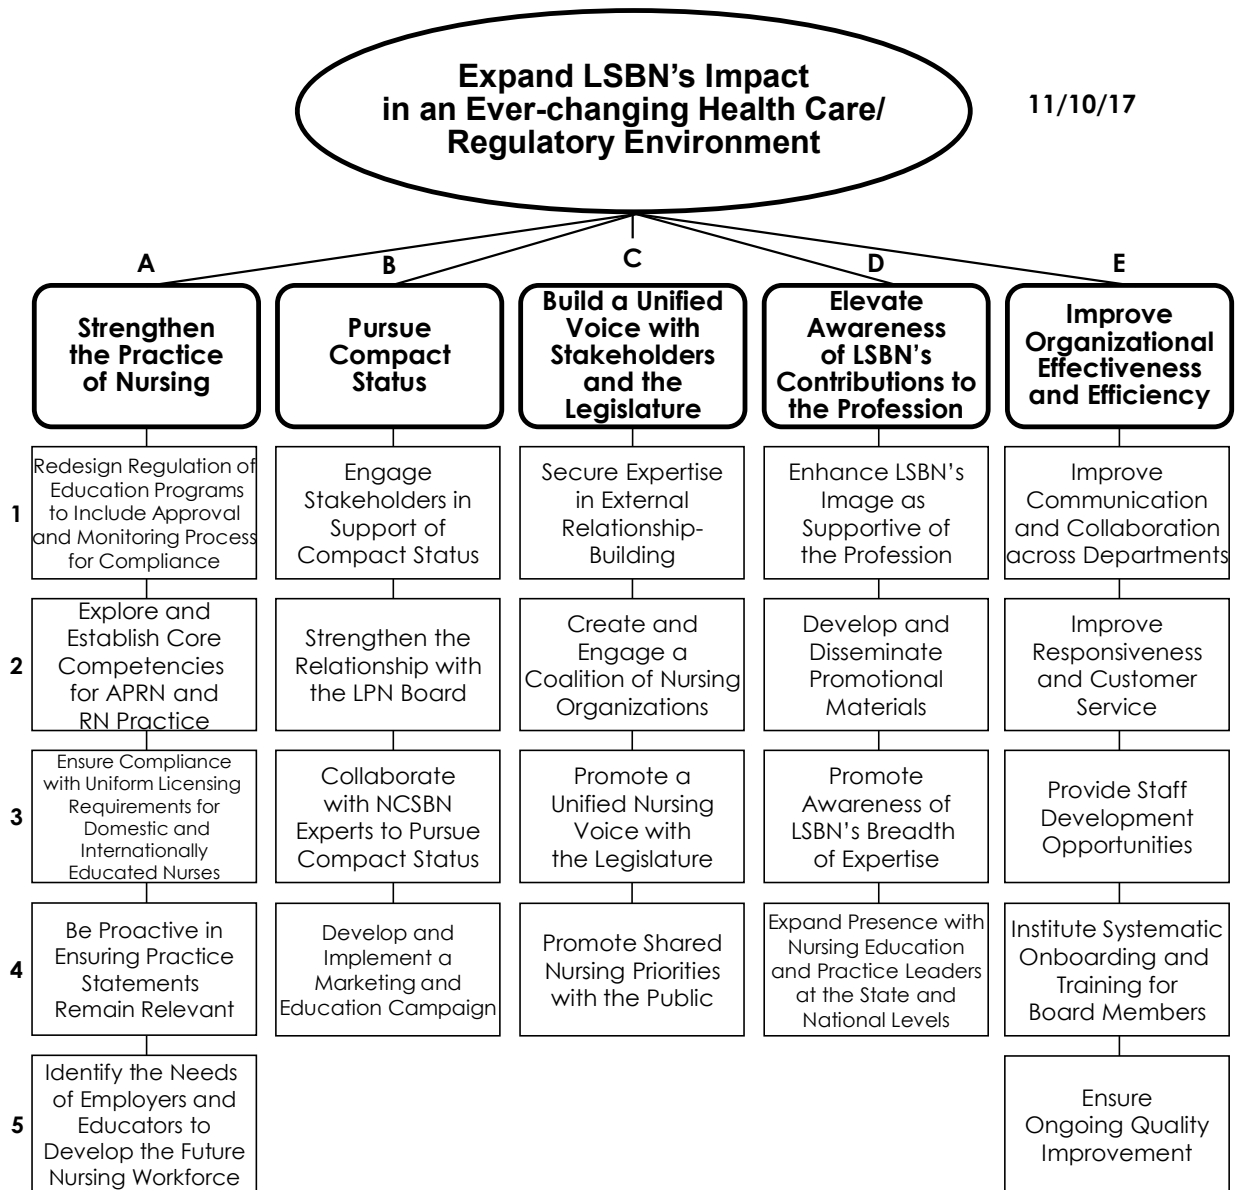 Expand LSBN's Impact
in an Ever-changing Health Care/
Regulatory Environment
11/10/17
A
B
C
D
E
Strengthen
the Practice
of Nursing
Pursue
Compact
Status
Build a Unified
Voice with
Stakeholders
and the
Legislature
Elevate
Awareness
of LSBN's
Contributions to
the Profession
Improve
Organizational
Effectiveness
and Efficiency
1
Redesign Regulation of
Education Programs
to Include Approval
and Monitoring Process
for Compliance
Engage
Stakeholders in
Support of
Compact Status
Secure Expertise
in External
Relationship-
Building
Enhance LSBN's
Image as
Supportive of
the Profession
Improve
Communication
and Collaboration
across Departments
2
Explore and
Establish Core
Competencies
for APRN and
RN Practice
Strengthen the
Relationship with
the LPN Board
Create and
Engage a
Coalition of Nursing
Organizations
Develop and
Disseminate
Promotional
Materials
Improve
Responsiveness
and Customer
Service
3
Ensure Compliance
with Uniform Licensing
Requirements for
Domestic and
Internationally
Educated Nurses
Collaborate
with NCSBN
Experts to Pursue
Compact Status
Promote a
Unified Nursing
Voice with
the Legislature
Promote
Awareness of
LSBN's Breadth
of Expertise
Provide Staff
Development
Opportunities
4
Be Proactive in
Ensuring Practice
Statements
Remain Relevant
Develop and
Implement a
Marketing and
Education Campaign
Promote Shared
Nursing Priorities
with the Public
Expand Presence with
Nursing Education
and Practice Leaders
at the State and
National Levels
Institute Systematic
Onboarding and
Training for
Board Members
5
Identify the Needs
of Employers and
Educators to
Develop the Future
Nursing Workforce
Ensure
Ongoing Quality
Improvement